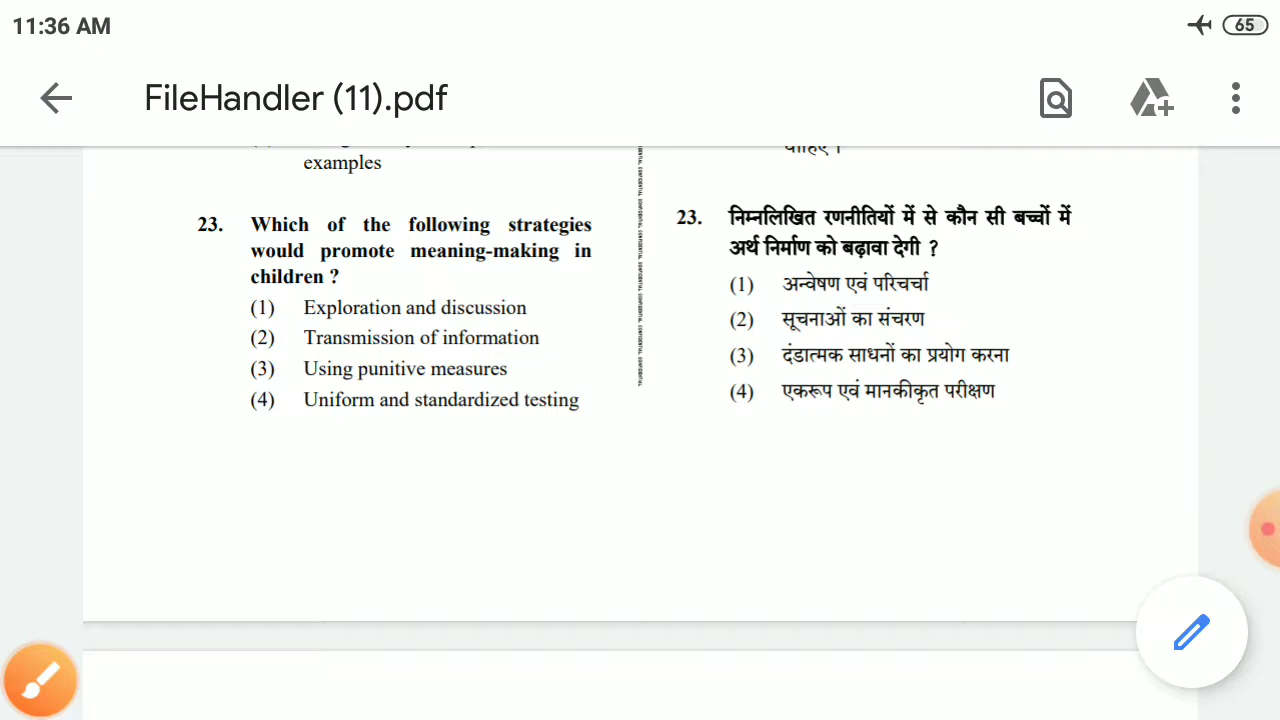 11:36 AM
65
FileHandler (11).pdf
examples
चाहिए।
23. Which of the following strategies
would promote meaning-making in
children ?
(1) Exploration and discussion
(2) Transmission of information
(3) Using punitive measures
(4) Uniform and standardized testing
23. निम्नलिखित रणनीतियों में से कौन सी बच्चों में
अर्थ निर्माण को बढ़ावा देगी ?
(1) अन्वेषण एवं परिचर्चा
(2) सूचनाओं का संचरण
(3) दंडात्मक साधनों का प्रयोग करना
(4) एकरूप एवं मानकीकृत परीक्षण